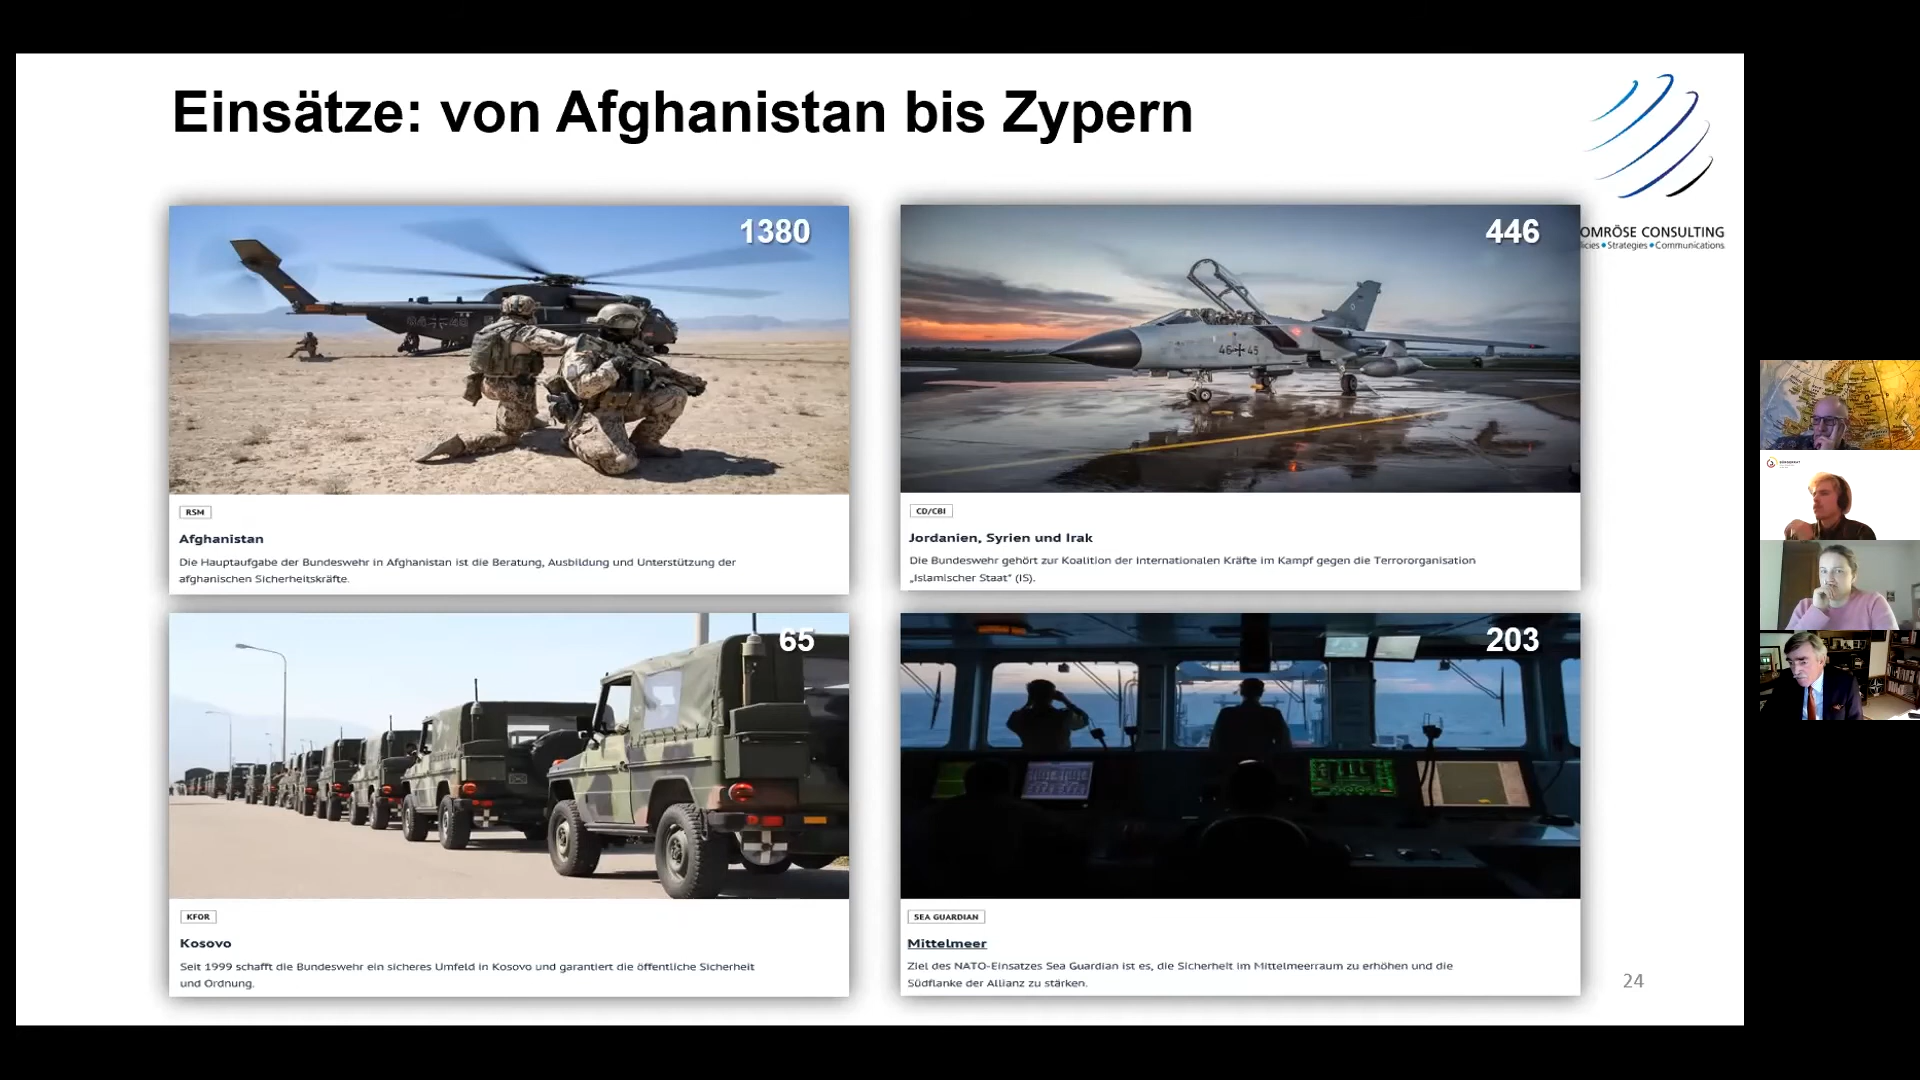 Einsätze: von Afghanistan bis Zypern
OMRÖSE CONSULTING
icies • Strategies • Communications
1380
RSM
Afghanistan
Die Hauptaufgabe der Bundeswehr in Afghanistan ist die Beratung, Ausbildung und Unterstützung der
afghanischen Sicherheitskräfte.
446
46 45
CD/CBI
Jordanien, Syrien und Irak
Die Bundeswehr gehört zur Koalition der internationalen Kräfte im Kampf gegen die Terrororganisation
„Islamischer Staat“ (IS).
65
KFOR
Kosovo
Seit 1999 schafft die Bundeswehr ein sicheres Umfeld in Kosovo und garantiert die öffentliche Sicherheit
und Ordnung.
203
SEA GUARDIAN
Mittelmeer
Ziel des NATO-Einsatzes Sea Guardian ist es, die Sicherheit im Mittelmeerraum zu erhöhen und die
Südflanke der Allianz zu stärken.
24